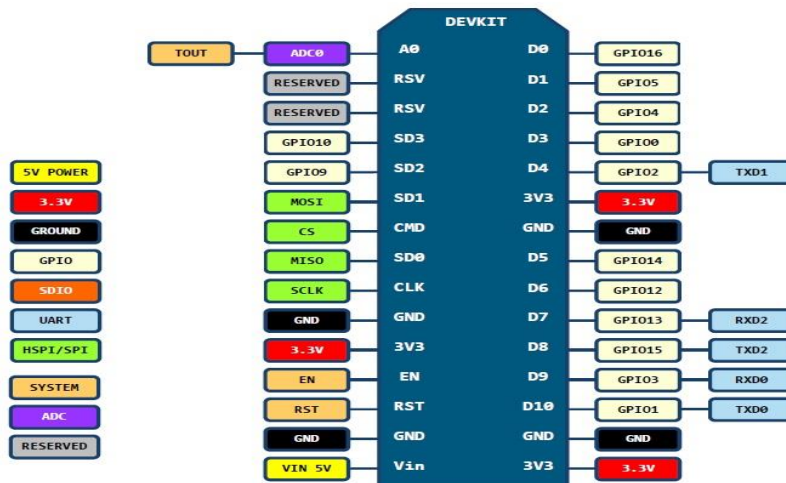 DEVKIT
TOUT ADC0 A0 D0 GPIO16
RESERVED RSV D1 GPIO5
RESERVED RSV D2 GPIO4
GPIO10 SD3 D3 GPIO0
5V POWER GPIO9 SD2 D4 GPIO2 TXD1
3.3V MOSI SD1 3V3 3.3V
GROUND CS CMD GND GND
GPIO MISO SD0 D5 GPIO14
SDIO SCLK CLK D6 GPIO12
UART GND GND D7 GPIO13 RXD2
HSPI/SPI 3.3V 3V3 D8 GPIO15 TXD2
SYSTEM EN EN D9 GPIO3 RXD0
ADC RST RST D10 GPIO1 TXD0
RESERVED GND GND GND GND
VIN 5V Vin 3V3 3.3V